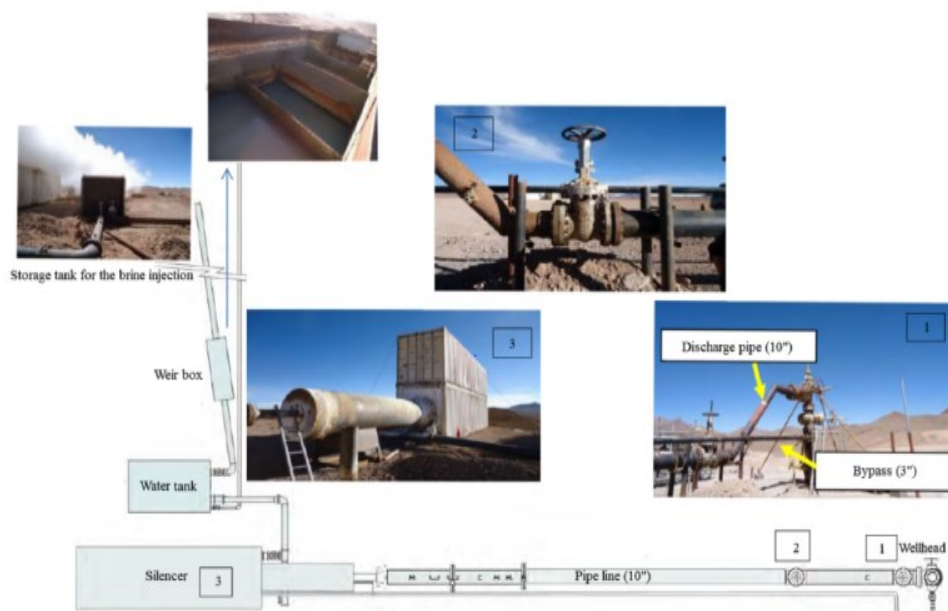 2
Storage tank for the brine injection
1
3
Discharge pipe (10")
Weir box
Bypass (3")
Water tank
2
1
Wellhead
Silencer
3
Pipe line (10")